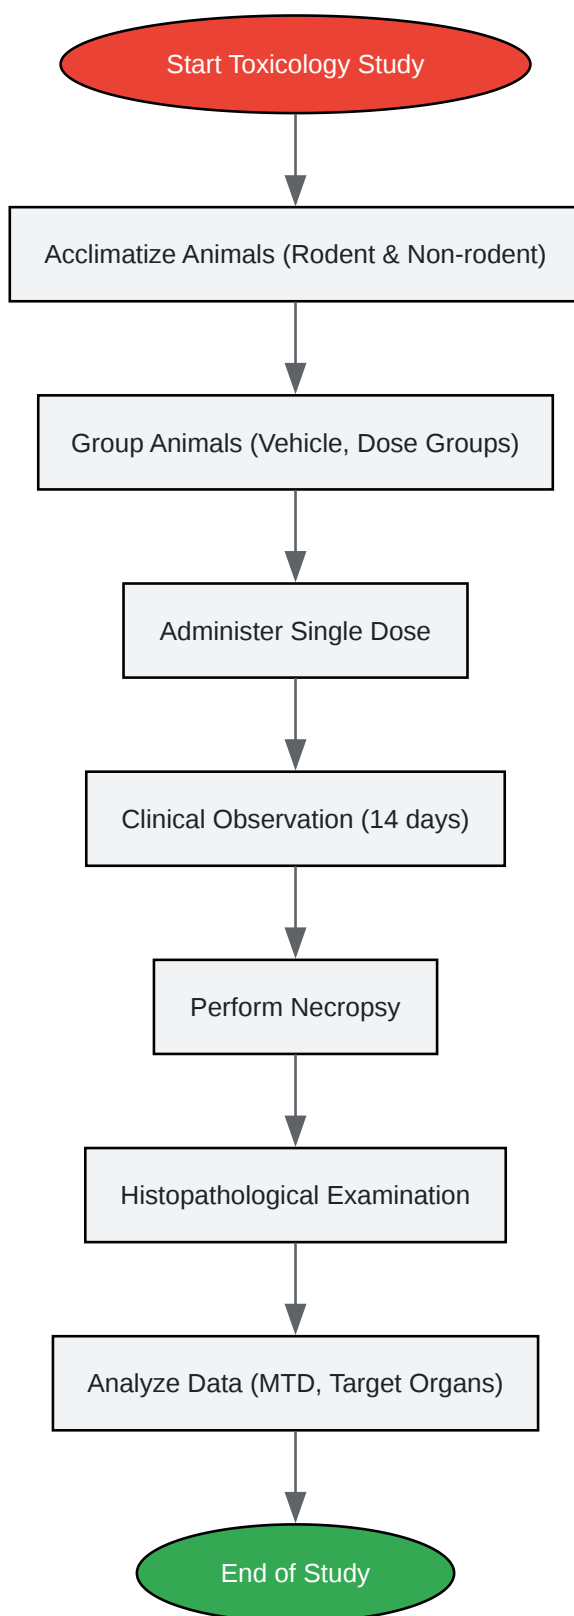 Start Toxicology Study
Acclimatize Animals (Rodent & Non-rodent)
Group Animals (Vehicle, Dose Groups)
Administer Single Dose
Clinical Observation (14 days)
Perform Necropsy
Histopathological Examination
Analyze Data (MTD, Target Organs)
End of Study